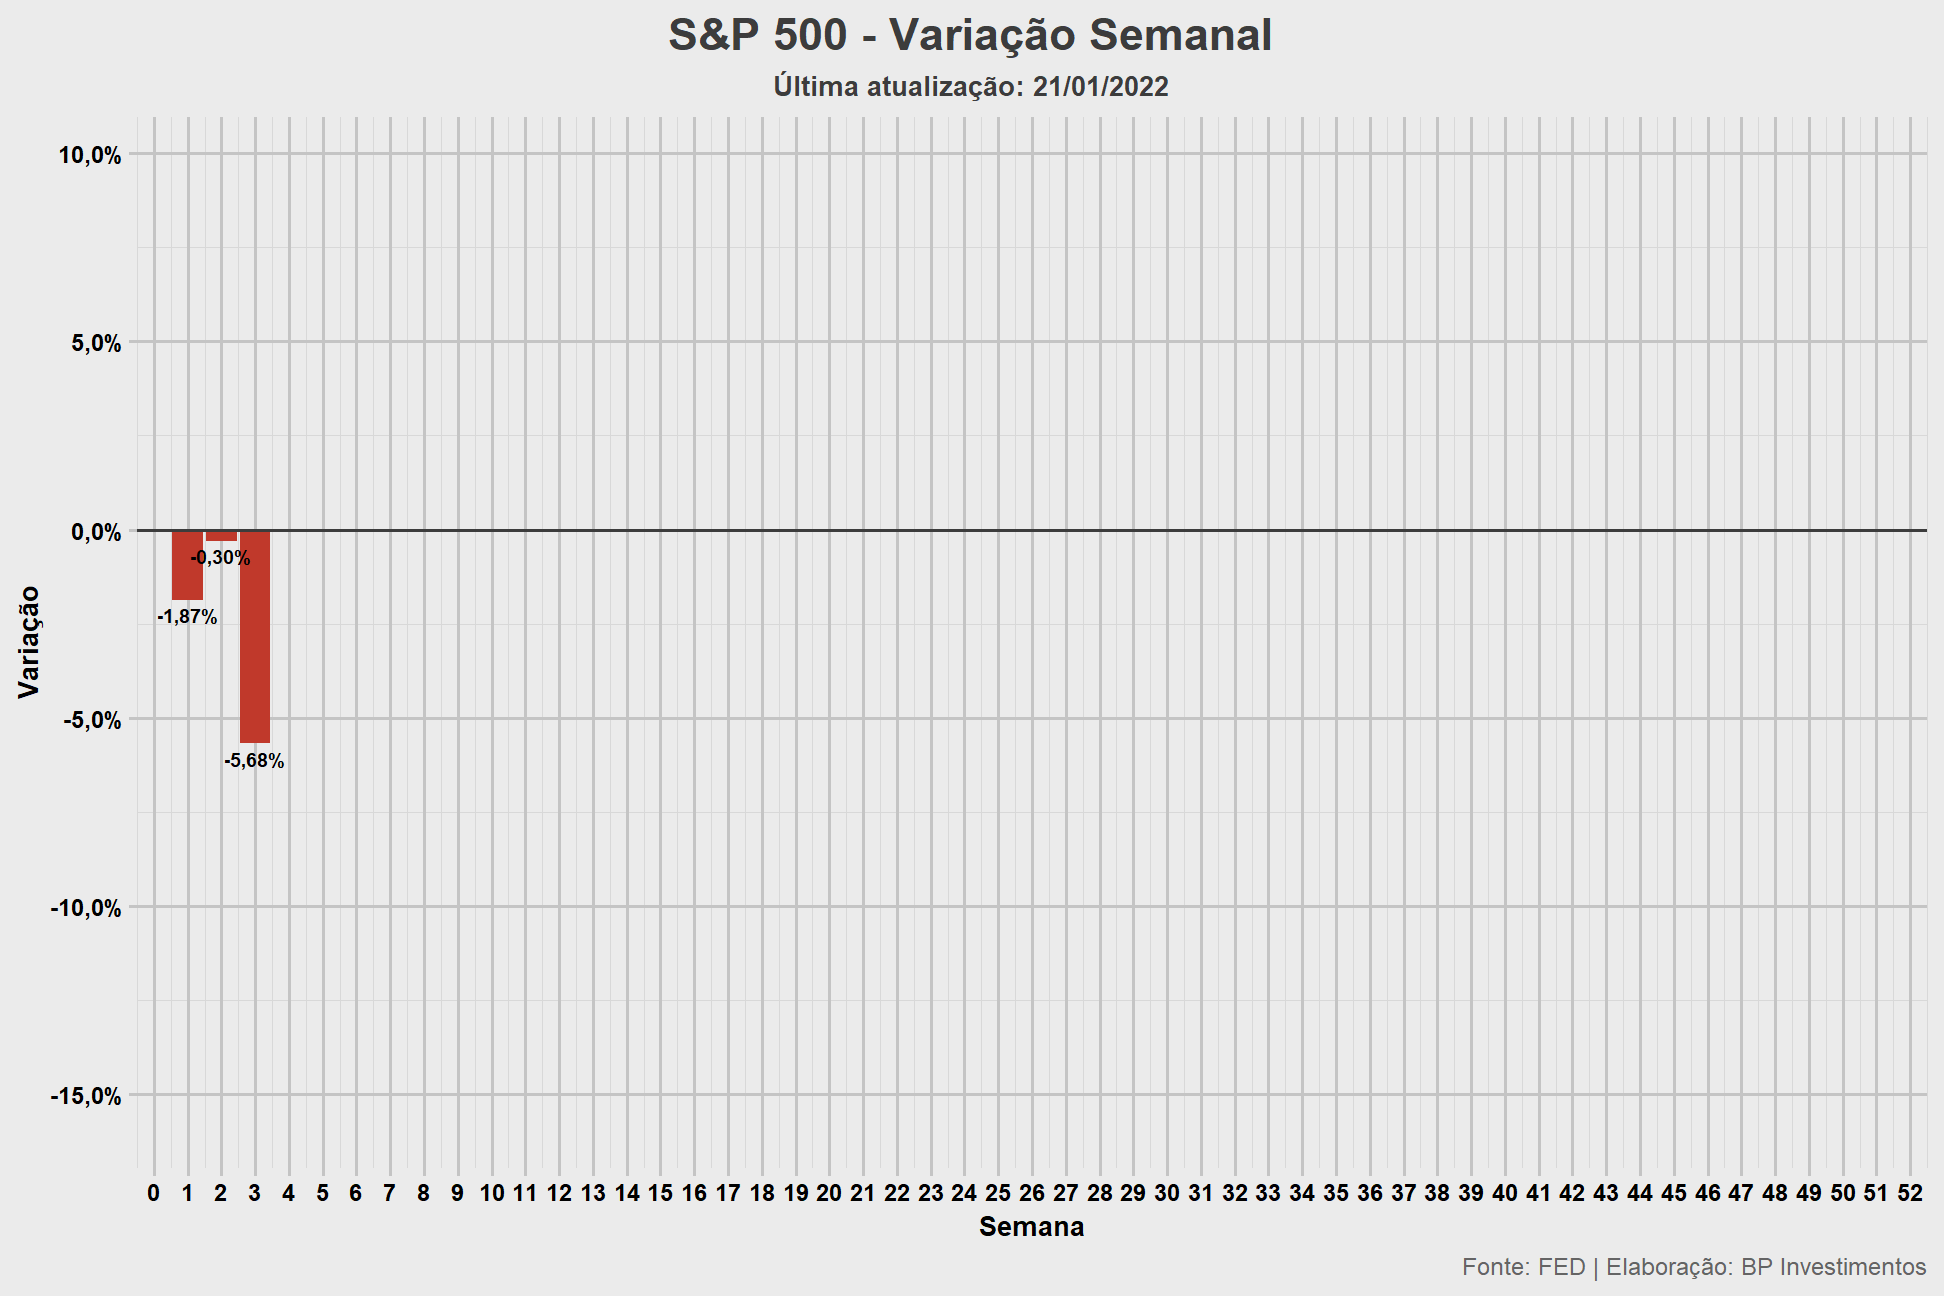 S&P 500 - Variação Semanal
Última atualização: 21/01/2022
10,0%
5,0%
0,0%
-5,0%
-10,0%
-15,0%
Variação
-1,87%
-0,30%
-5,68%
0 1 2 3 4 5 6 7 8 9 10 11 12 13 14 15 16 17 18 19 20 21 22 23 24 25 26 27 28 29 30 31 32 33 34 35 36 37 38 39 40 41 42 43 44 45 46 47 48 49 50 51 52
Semana
Fonte: FED | Elaboração: BP Investimentos